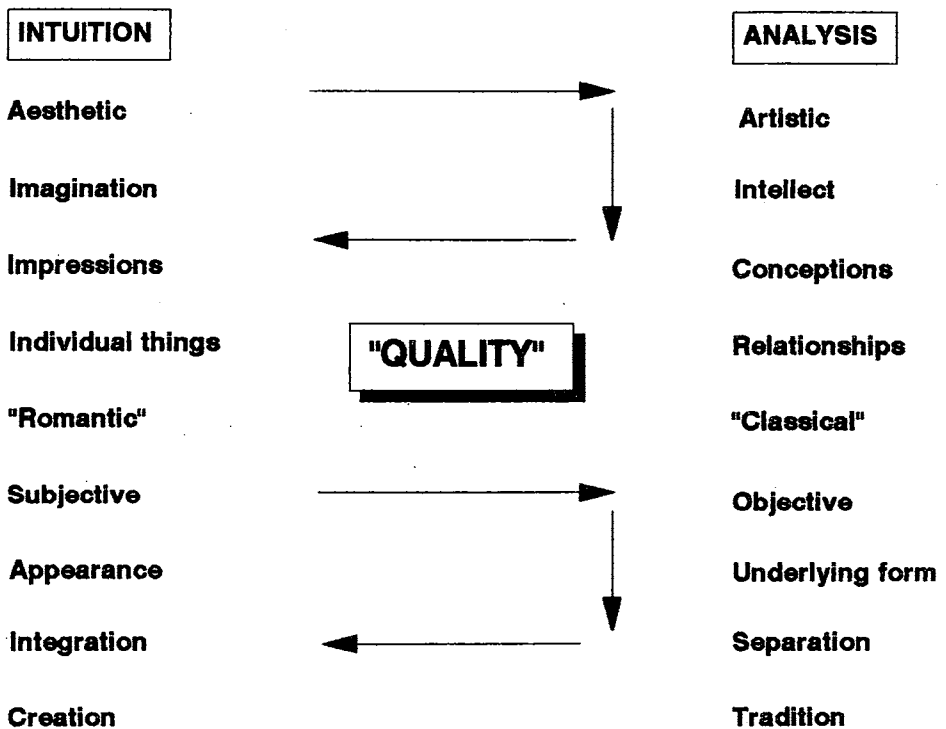 INTUITION
Aesthetic
Imagination
Impressions
Individual things
"Romantic"
Subjective
Appearance
Integration
Creation
"QUALITY"
ANALYSIS
Artistic
Intellect
Conceptions
Relationships
"Classical"
Objective
Underlying form
Separation
Tradition